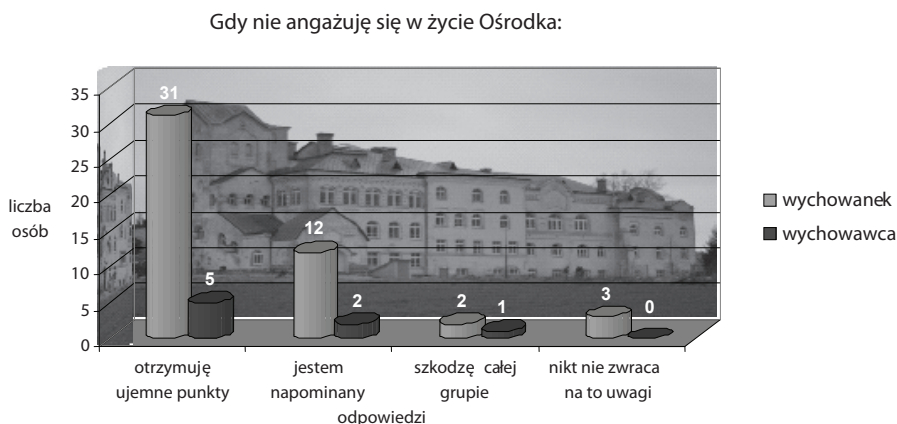 Gdy nie angażuję się w życie Ośrodka:
35
30
25
20
15
10
5
0
liczba
osób
31
5
12
2
2
1
3
0
otrzymuję
ujemne punkty
jestem
napominany
szkodzę całej
grupie
nikt nie zwraca
na to uwagi
odpowiedzi
wychowanek
wychowawca